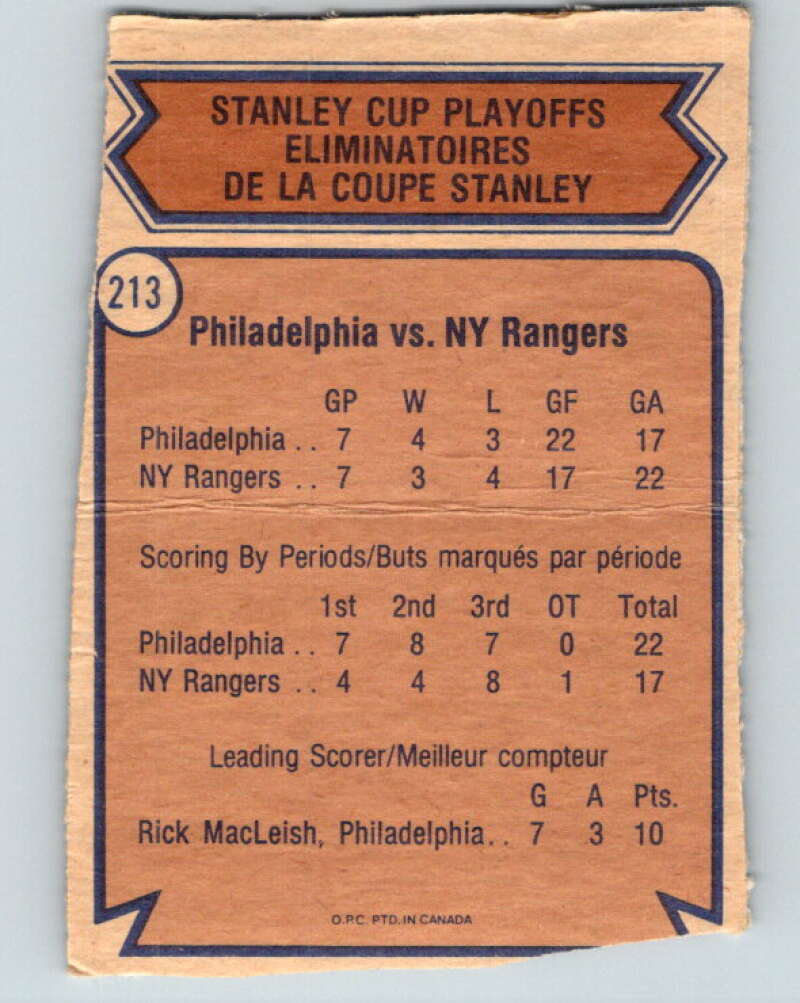 STANLEY CUP PLAYOFFS
ELIMINATOIRES
DE LA COUPE STANLEY
213
Philadelphia vs. NY Rangers
GP W L GF GA
Philadelphia .. 7 4 3 22 17
NY Rangers .. 7 3 4 17 22
Scoring By Periods/Buts marqués par période
1st 2nd 3rd OT Total
Philadelphia .. 7 8 7 0 22
NY Rangers .. 4 4 8 1 17
Leading Scorer/Meilleur compteur
G A Pts.
Rick MacLeish, Philadelphia.. 7 3 10
O.P.C. PTD. IN CANADA